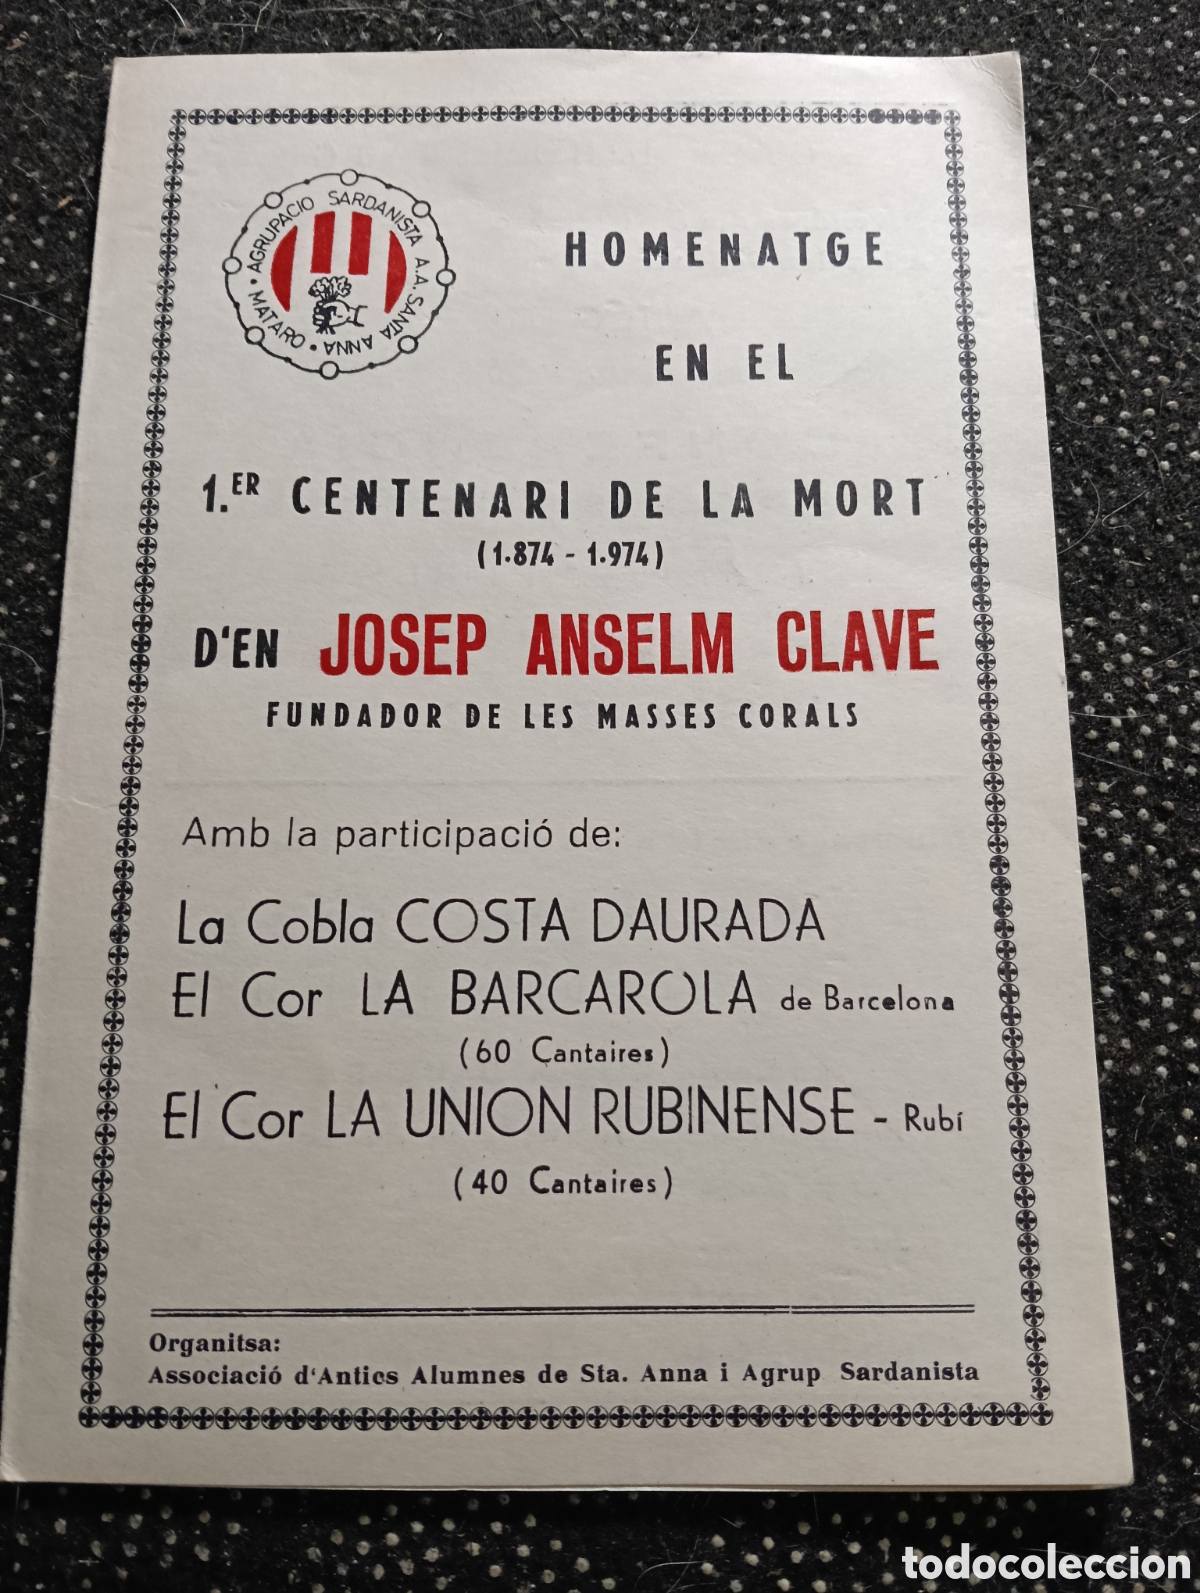 AGRUPACIO SARDANISTA A.A. SANTA ANNA • MATARO •
HOMENATGE
EN EL
1.ER CENTENARI DE LA MORT
(1.874 - 1.974)
D'EN JOSEP ANSELM CLAVE
FUNDADOR DE LES MASSES CORALS
Amb la participació de:
La Cobla COSTA DAURADA
El Cor LA BARCAROLA de Barcelona
(60 Cantaires)
El Cor LA UNION RUBINENSE - Rubí
(40 Cantaires)
Organitsa:
Associació d'Antics Alumnes de Sta. Anna i Agrup Sardanista
todocoleccion